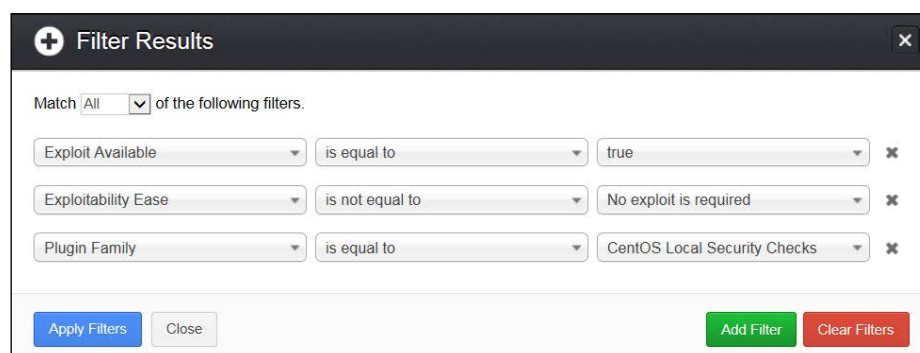 Filter Results
Match All of the following filters.
Exploit Available is equal to true
Exploitability Ease is not equal to No exploit is required
Plugin Family is equal to CentOS Local Security Checks
Apply Filters Close Add Filter Clear Filters